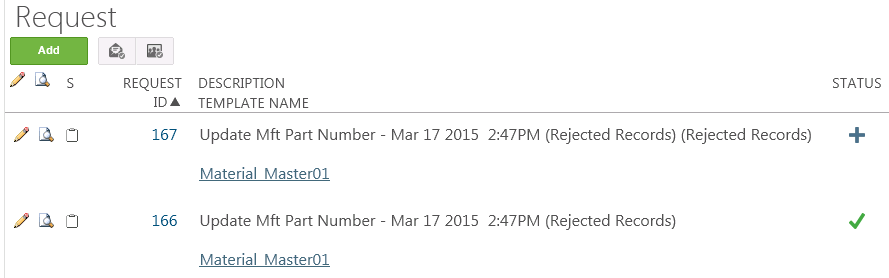 Request
Add
S REQUEST DESCRIPTION STATUS
ID TEMPLATE NAME
167 Update Mft Part Number - Mar 17 2015  2:47PM (Rejected Records) (Rejected Records)
Material_Master01
166 Update Mft Part Number - Mar 17 2015  2:47PM (Rejected Records)
Material_Master01